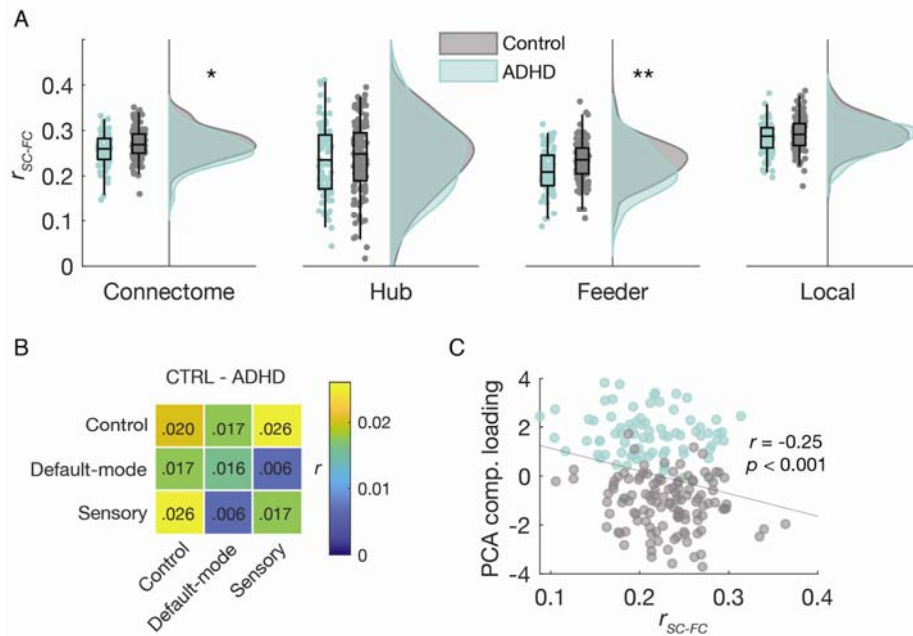 A
Control
ADHD
*
**
r SC-FC
0.4
0.3
0.2
0.1
0
Connectome
Hub
Feeder
Local
B
CTRL - ADHD
Control
.020
.017
.026
Default-mode
.017
.016
.006
Sensory
.026
.006
.017
Control
Default-mode
Sensory
r
0.02
0.01
0
C
PCA comp. loading
4
2
0
-2
-4
r = -0.25
p < 0.001
0.1
0.2
0.3
0.4
r SC-FC